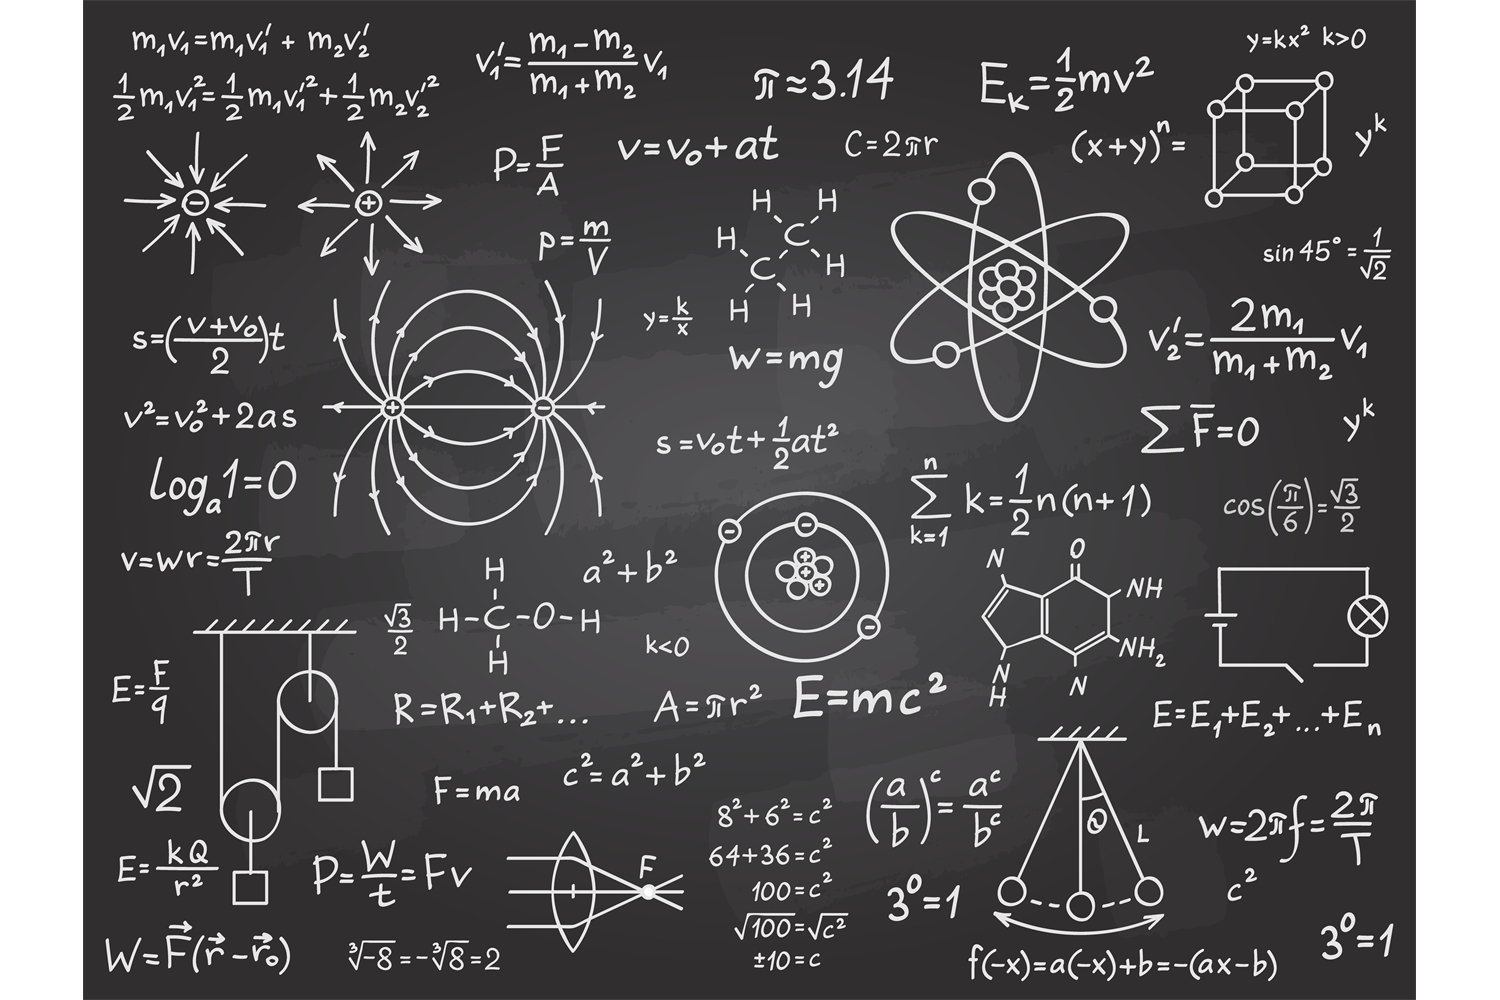 m₁v₁=m₁v₁′ + m₂v₂′
½m₁v₁²=½m₁v₁′²+½m₂v₂′²
v₁′=(m₁-m₂)/(m₁+m₂) v₁
π≈3.14
Eₖ=½mv²
y=kx² k>0
P=F/A
v=v₀+at
C=2πr
(x+y)ⁿ=
yᵏ
- +
p=m/V
H H
H C
C H
H H
sin 45°=1/√2
s=((v+v₀)/2)t
y=k/x
w=mg
v₂′=2m₁/(m₁+m₂) v₁
v²=v₀²+2as
+ -
s=v₀t+½at²
∑F̅=0
yᵏ
logₐ1=0
n
∑ k=½n(n+1)
k=1
cos(π/6)=√3/2
v=wr=2πr/T
a²+b²
- -
+ + +
-
N O
NH
NH₂
N
H
N
√3/2
H
H-C-O-H
H
k<0
E=F/q
R=R₁+R₂+...
A=πr²
E=mc²
E=E₁+E₂+...+Eₙ
√2
F=ma
c²=a²+b²
8²+6²=c²
64+36=c²
100=c²
√100=√c²
±10=c
(a/b)ᶜ=aᶜ/bᶜ
L
w=2πf=2π/T
E=kQ/r²
P=W/t=Fv
F
3⁰=1
c²
W=F⃗(r⃗-r⃗₀)
∛-8=-∛8=2
f(-x)=a(-x)+b=-(ax-b)
3⁰=1